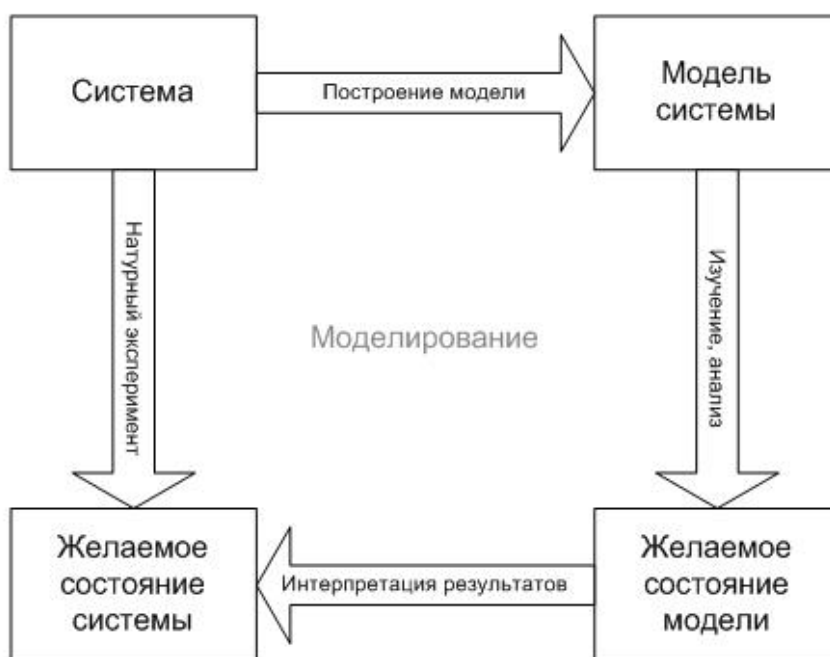 Система
Построение модели
Модель
системы
Натурный эксперимент
Моделирование
Изучение, анализ
Желаемое
состояние
системы
Интерпретация результатов
Желаемое
состояние
модели